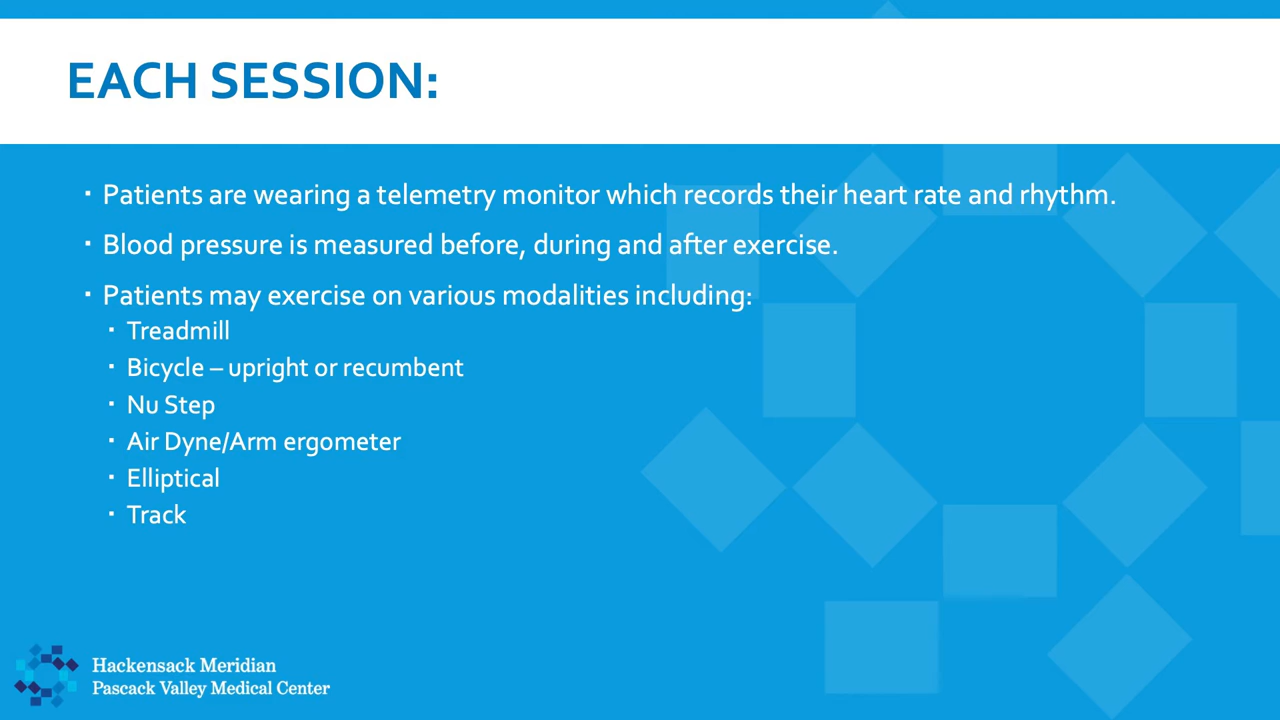 EACH SESSION:
▪ Patients are wearing a telemetry monitor which records their heart rate and rhythm.
▪ Blood pressure is measured before, during and after exercise.
▪ Patients may exercise on various modalities including:
▪ Treadmill
▪ Bicycle – upright or recumbent
▪ Nu Step
▪ Air Dyne/Arm ergometer
▪ Elliptical
▪ Track
Hackensack Meridian
Pascack Valley Medical Center